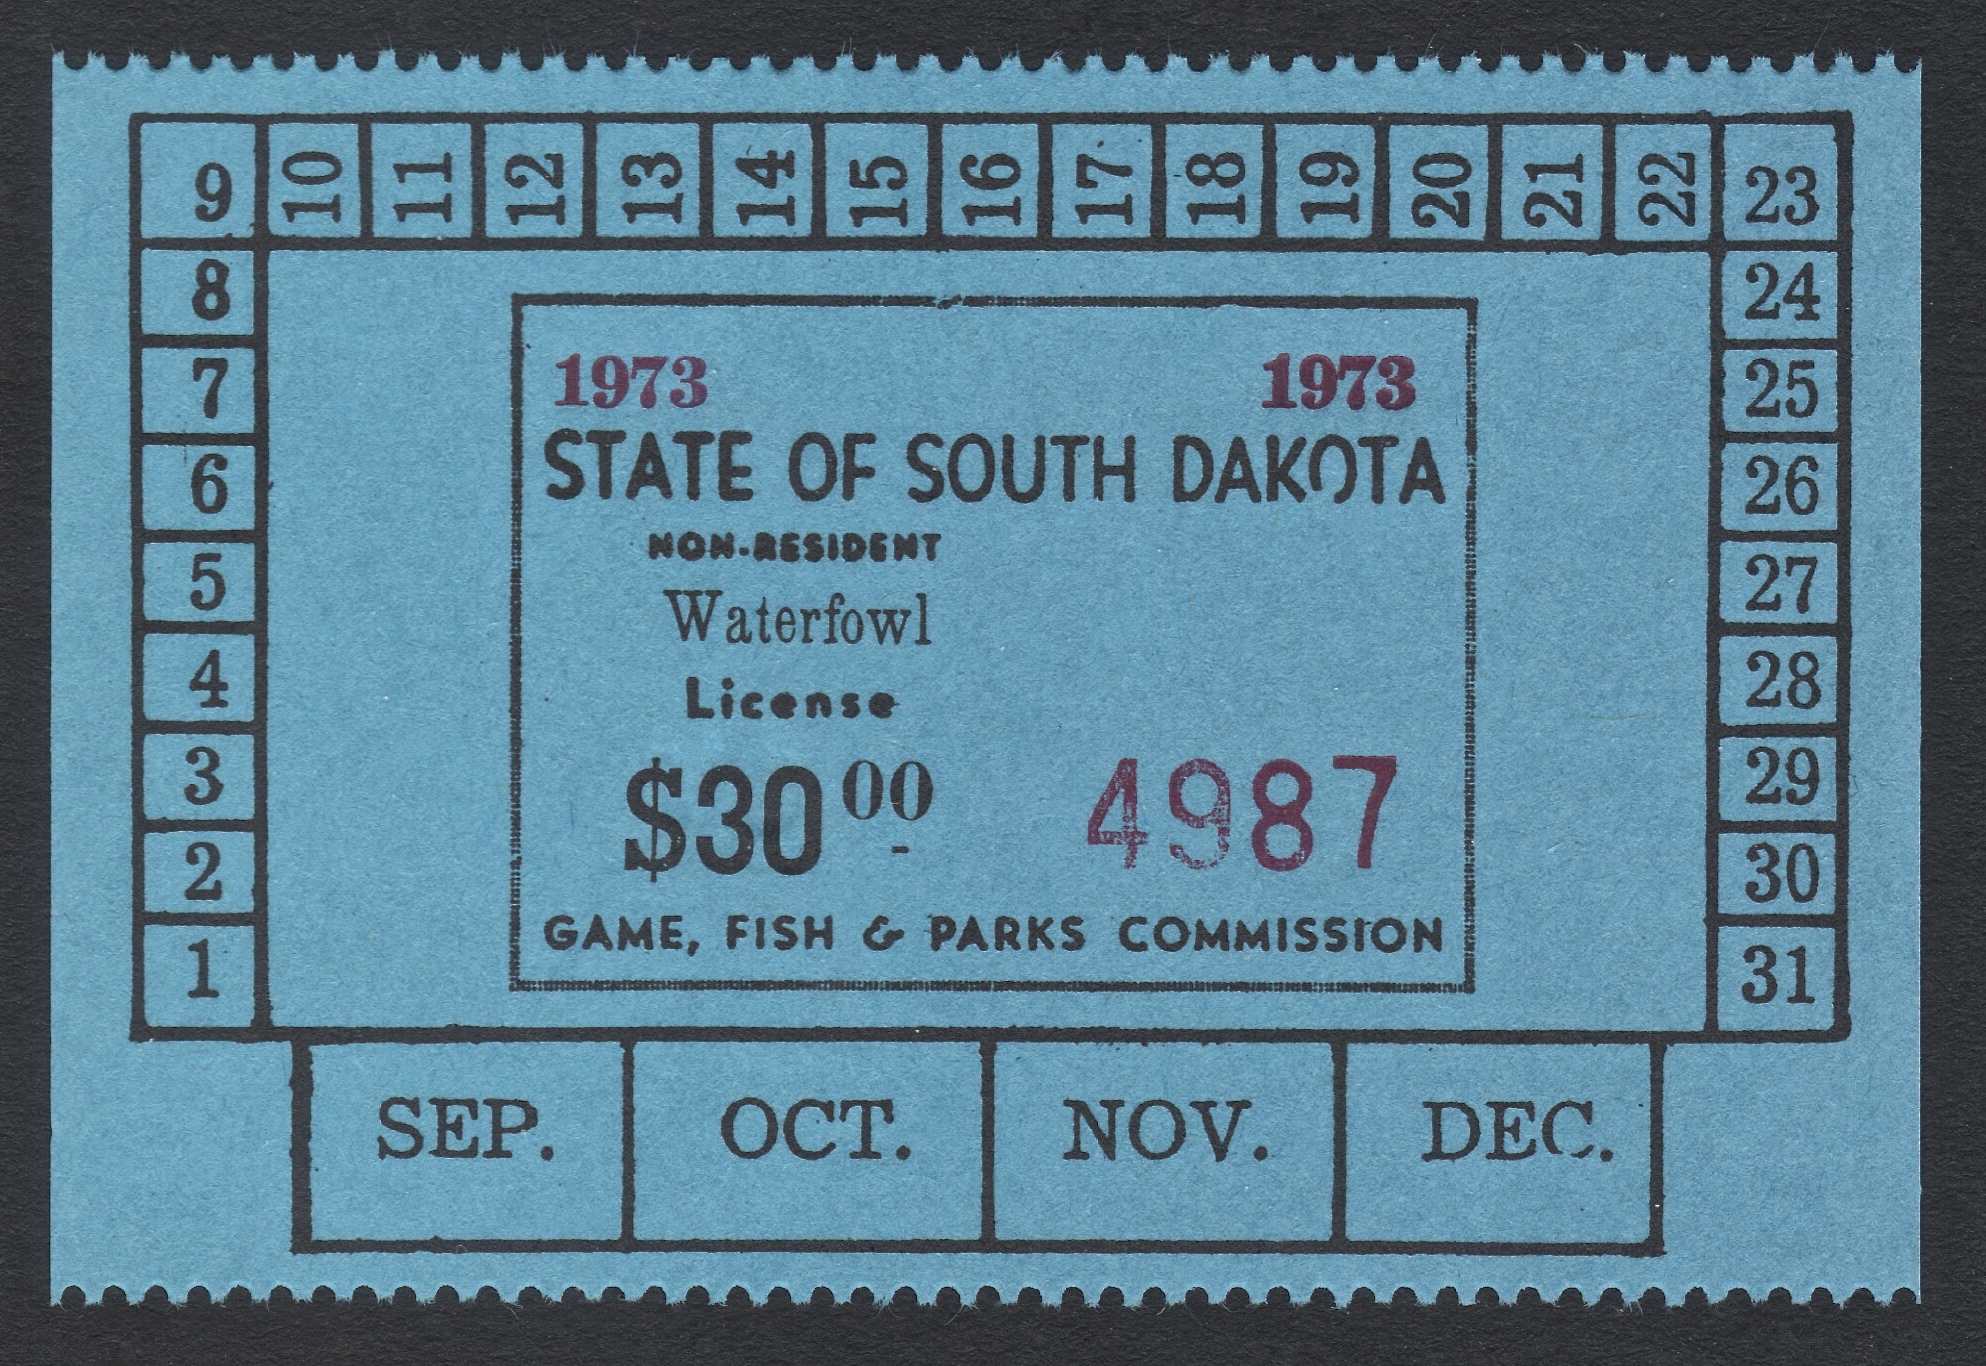 9 10 11 12 13 14 15 16 17 18 19 20 21 22 23
8 24
7 25
6 26
5 27
4 28
3 29
2 30
1 31
1973 1973
STATE OF SOUTH DAKOTA
NON-RESIDENT
Waterfowl
License
$30 00 4987
GAME, FISH & PARKS COMMISSION
SEP. OCT. NOV. DEC.